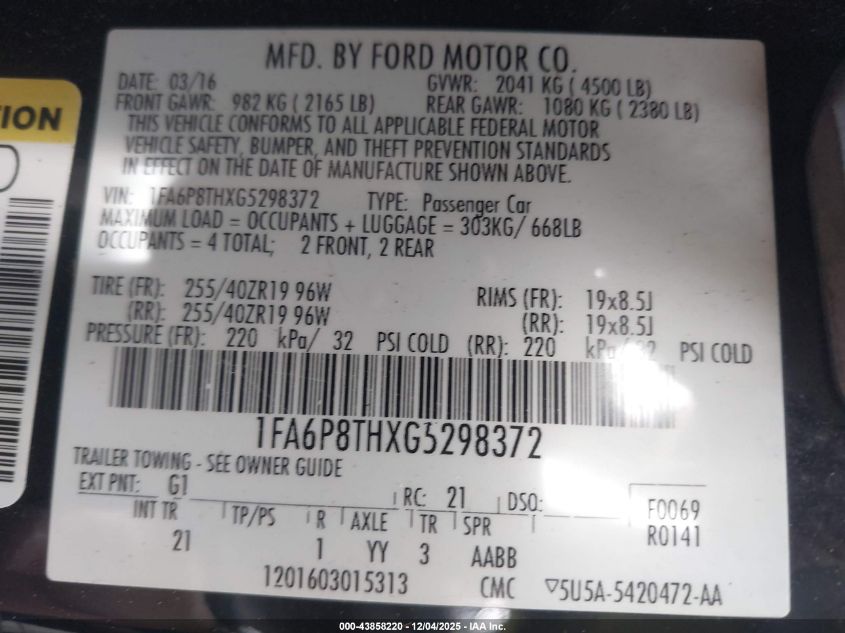 MFD. BY FORD MOTOR CO.
DATE: 03/16 GVWR: 2041 KG ( 4500 LB)
FRONT GAWR: 982 KG ( 2165 LB) REAR GAWR: 1080 KG ( 2380 LB)
THIS VEHICLE CONFORMS TO ALL APPLICABLE FEDERAL MOTOR
VEHICLE SAFETY, BUMPER, AND THEFT PREVENTION STANDARDS
IN EFFECT ON THE DATE OF MANUFACTURE SHOWN ABOVE.
VIN: 1FA6P8THXG5298372 TYPE: Passenger Car
MAXIMUM LOAD = OCCUPANTS + LUGGAGE = 303KG/ 668LB
OCCUPANTS = 4 TOTAL; 2 FRONT, 2 REAR
TIRE (FR): 255/40ZR19 96W RIMS (FR): 19x8.5J
(RR): 255/40ZR19 96W (RR): 19x8.5J
PRESSURE (FR): 220 kPa/ 32 PSI COLD (RR): 220 kPa/ 32 PSI COLD
1FA6P8THXG5298372
TRAILER TOWING - SEE OWNER GUIDE
EXT PNT: G1 RC: 21 DSO: F0069
INT TR TP/PS R AXLE TR SPR R0141
21 1 YY 3 AABB
1201603015313 CMC ▽5U5A-5420472-AA
000-43858220 - 12/04/2025 - IAA Inc.